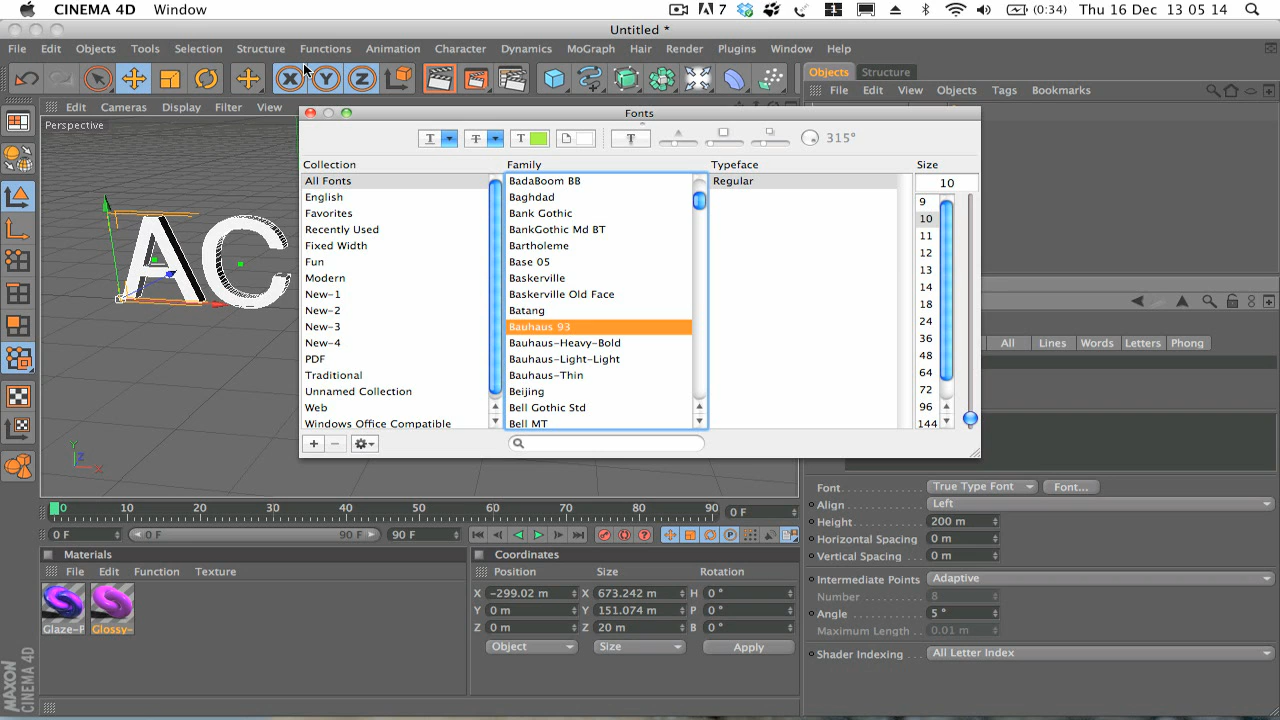 CINEMA 4D Window 7 (0:34) Thu 16 Dec 13 05 14
Untitled *
File Edit Objects Tools Selection Structure Functions Animation Character Dynamics MoGraph Hair Render Plugins Window Help
X Y Z
Objects Structure
File Edit View Objects Tags Bookmarks
Edit Cameras Display Filter View
Perspective
AC
Y Z X
Fonts
T T T T 315°
Collection Family Typeface Size
All Fonts BadaBoom BB Regular 10
English Baghdad 9
Favorites Bank Gothic 10
Recently Used BankGothic Md BT 11
Fixed Width Bartholeme 12
Fun Base 05 13
Modern Baskerville 14
New-1 Baskerville Old Face 18
New-2 Batang 24
New-3 Bauhaus 93 36
New-4 Bauhaus-Heavy-Bold 48
PDF Bauhaus-Light-Light 64
Traditional Bauhaus-Thin 72
Unnamed Collection Beijing 96
Web Bell Gothic Std 144
Windows Office Compatible Bell MT
All Lines Words Letters Phong
Font True Type Font Font...
Align Left
Height 200 m
Horizontal Spacing 0 m
Vertical Spacing 0 m
Intermediate Points Adaptive
Number 8
Angle 5 °
Maximum Length 0.01 m
Shader Indexing All Letter Index
0 10 20 30 40 50 60 70 80 90 0 F
0 F 0 F 90 F 90 F
Materials
File Edit Function Texture
Glaze-P Glossy-
Coordinates
Position Size Rotation
X -299.02 m X 673.242 m H 0 °
Y 0 m Y 151.074 m P 0 °
Z 0 m Z 20 m B 0 °
Object Size Apply
MAXON
CINEMA 4D